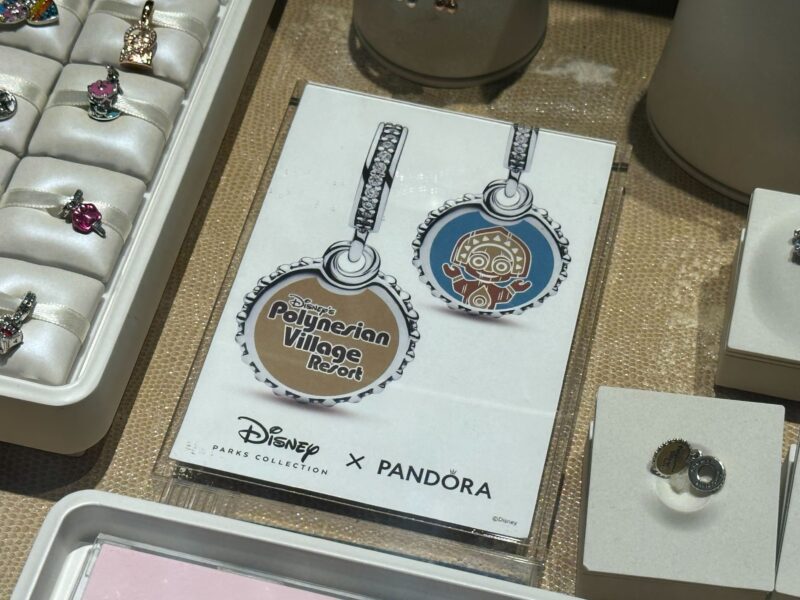 Disney's
Polynesian
Village
Resort
Disney
PARKS COLLECTION
X PANDORA
©Disney